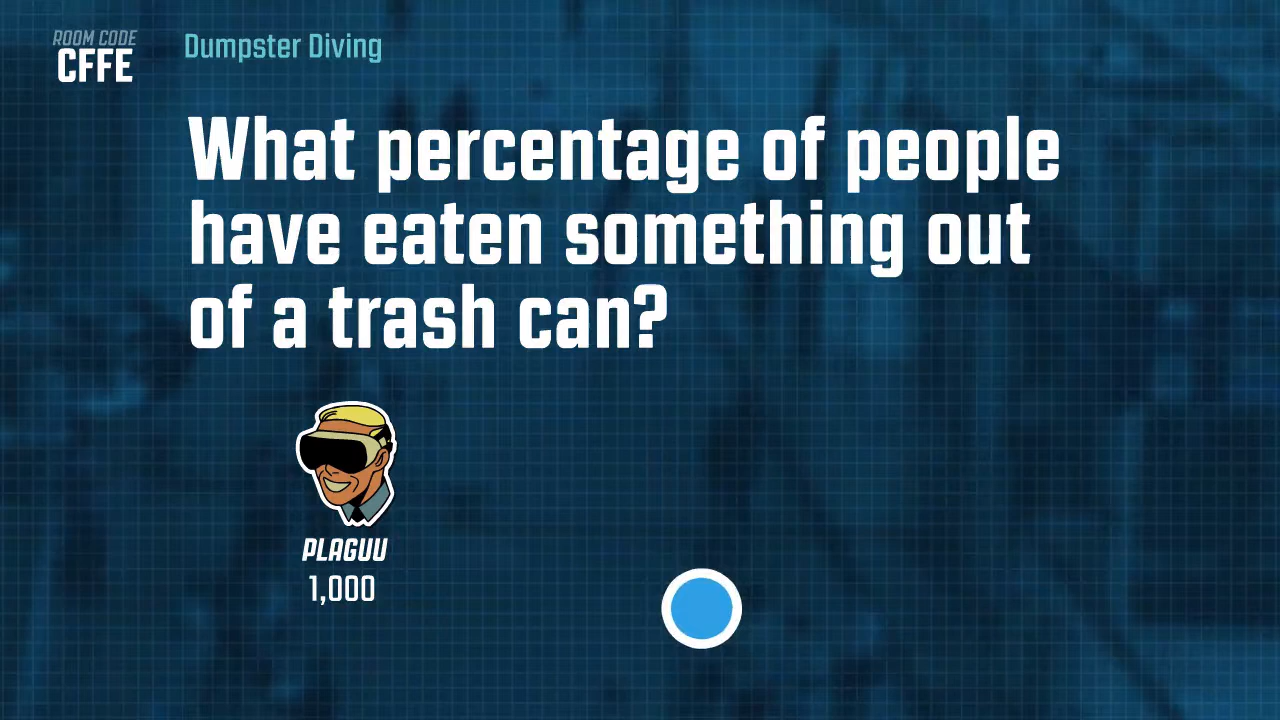 ROOM CODE
CFFE
Dumpster Diving
What percentage of people
have eaten something out
of a trash can?
PLAGUU
1,000